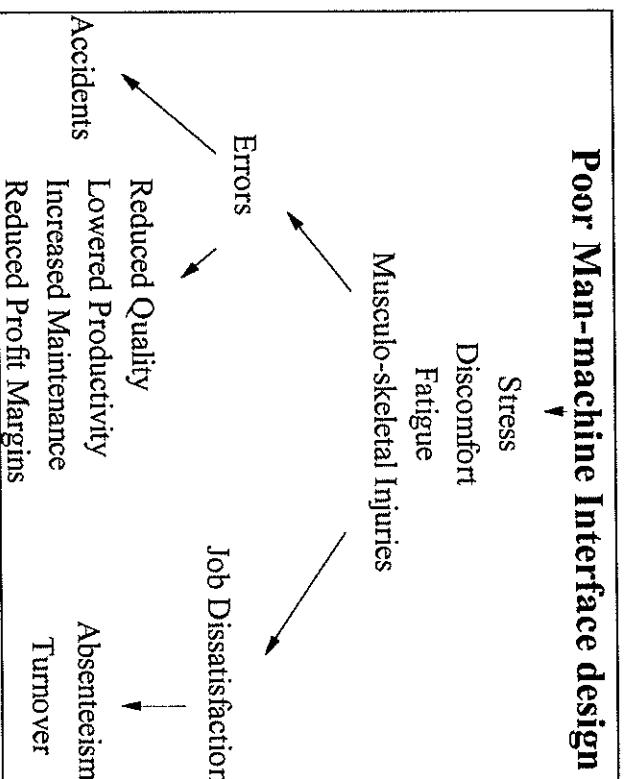 Poor Man-machine Interface design
Stress
Discomfort
Fatigue
Musculo-skeletal Injuries
Errors
Job Dissatisfaction
Accidents
Reduced Quality
Lowered Productivity
Increased Maintenance
Reduced Profit Margins
Absenteeism
Turnover